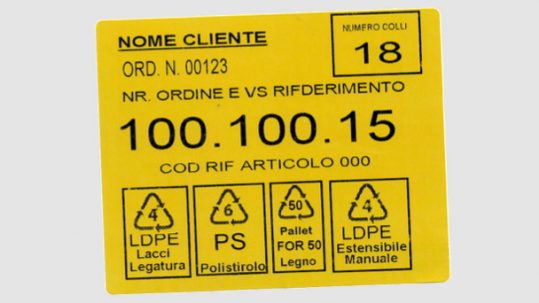 NOME CLIENTE
NUMERO COLLI
18
ORD. N. 00123
NR. ORDINE E VS RIFDERIMENTO
100.100.15
COD RIF ARTICOLO 000
4
LDPE
Lacci
Legatura
6
PS
Polistirolo
50
Pallet
FOR 50
Legno
4
LDPE
Estensibile
Manuale